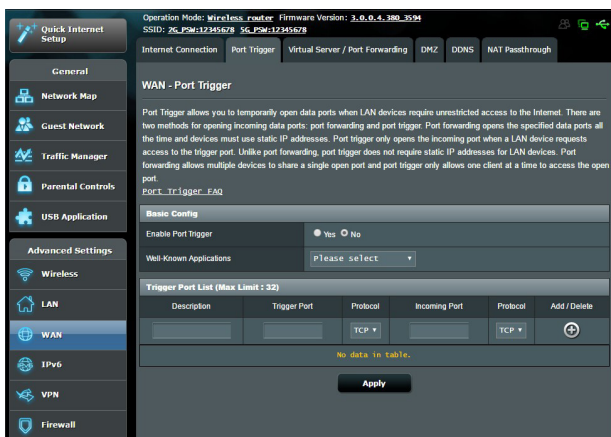 Operation Mode: Wireless router Firmware Version: 3.0.0.4.380_3594
SSID: 2G_PSW:12345678 5G_PSW:12345678
Quick Internet
Setup
General
Network Map
Guest Network
Traffic Manager
Parental Controls
USB Application
Advanced Settings
Wireless
LAN
WAN
IPv6
VPN
Firewall
Internet Connection
Port Trigger
Virtual Server / Port Forwarding
DMZ
DDNS
NAT Passthrough
WAN - Port Trigger
Port Trigger allows you to temporarily open data ports when LAN devices require unrestricted access to the Internet. There are
two methods for opening incoming data ports: port forwarding and port trigger. Port forwarding opens the specified data ports all
the time and devices must use static IP addresses. Port trigger only opens the incoming port when a LAN device requests
access to the trigger port. Unlike port forwarding, port trigger does not require static IP addresses for LAN devices. Port
forwarding allows multiple devices to share a single open port and port trigger only allows one client at a time to access the open
port.
Port Trigger FAQ
Basic Config
Enable Port Trigger Yes No
Well-Known Applications Please select
Trigger Port List (Max Limit : 32)
Description Trigger Port Protocol Incoming Port Protocol Add / Delete
TCP TCP
No data in table.
Apply